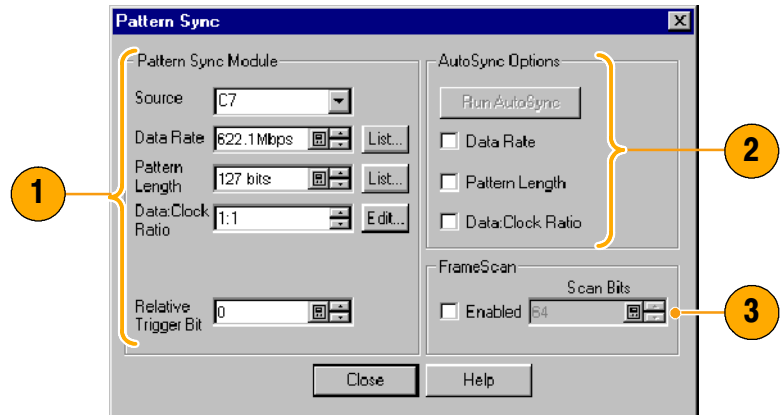 Pattern Sync
Pattern Sync Module
Source C7
Data Rate 622.1Mbps List...
Pattern Length 127 bits List...
Data:Clock Ratio 1:1 Edit...
Relative Trigger Bit 0
1
AutoSync Options
Run AutoSync
Data Rate
Pattern Length
Data:Clock Ratio
2
FrameScan
Scan Bits
Enabled 64
3
Close Help